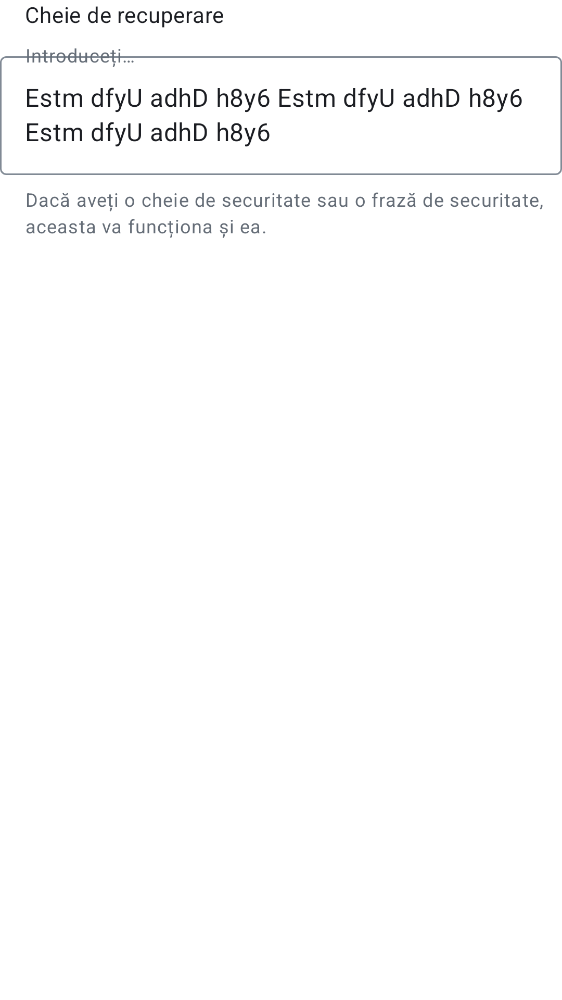 Cheie de recuperare
Introduceți…
Estm dfyU adhD h8y6 Estm dfyU adhD h8y6
Estm dfyU adhD h8y6
Dacă aveți o cheie de securitate sau o frază de securitate,
aceasta va funcționa și ea.